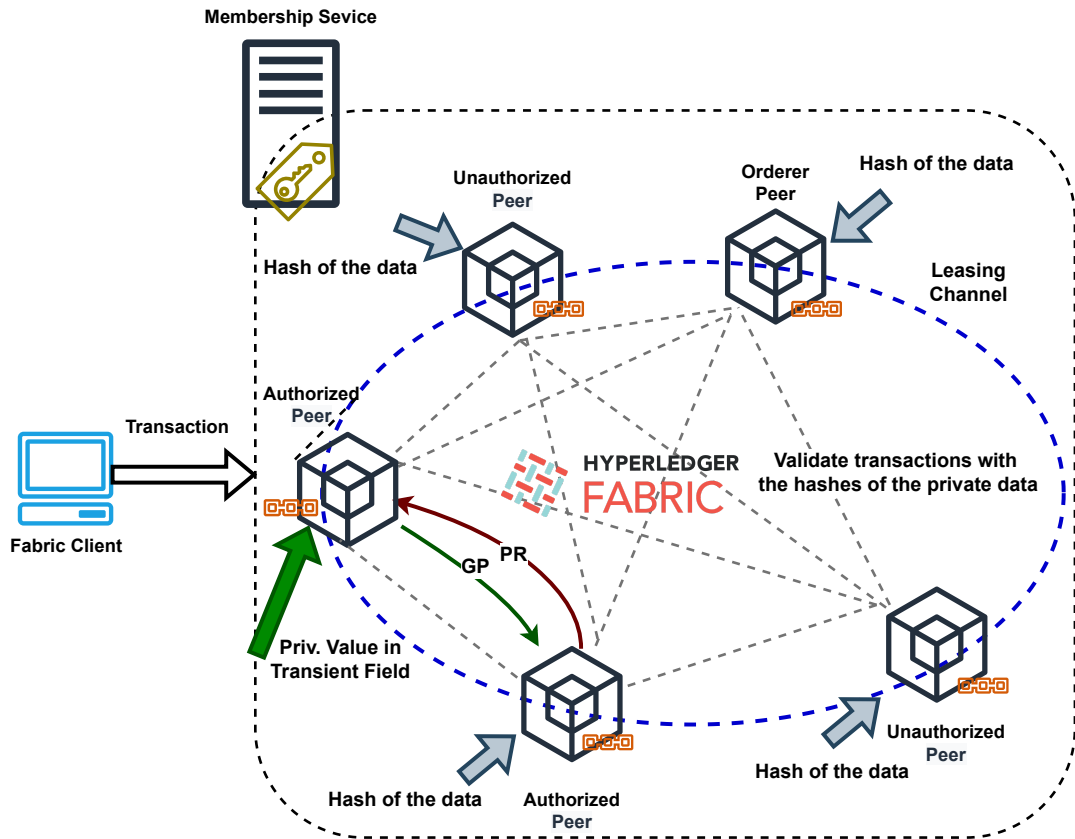 Membership Sevice
Hash of the data
Unauthorized
Peer
Orderer
Peer
Hash of the data
Leasing
Channel
Authorized
Peer
Transaction
HYPERLEDGER
FABRIC
Validate transactions with
the hashes of the private data
Fabric Client
GP
PR
Priv. Value in
Transient Field
Unauthorized
Peer
Hash of the data
Hash of the data
Authorized
Peer